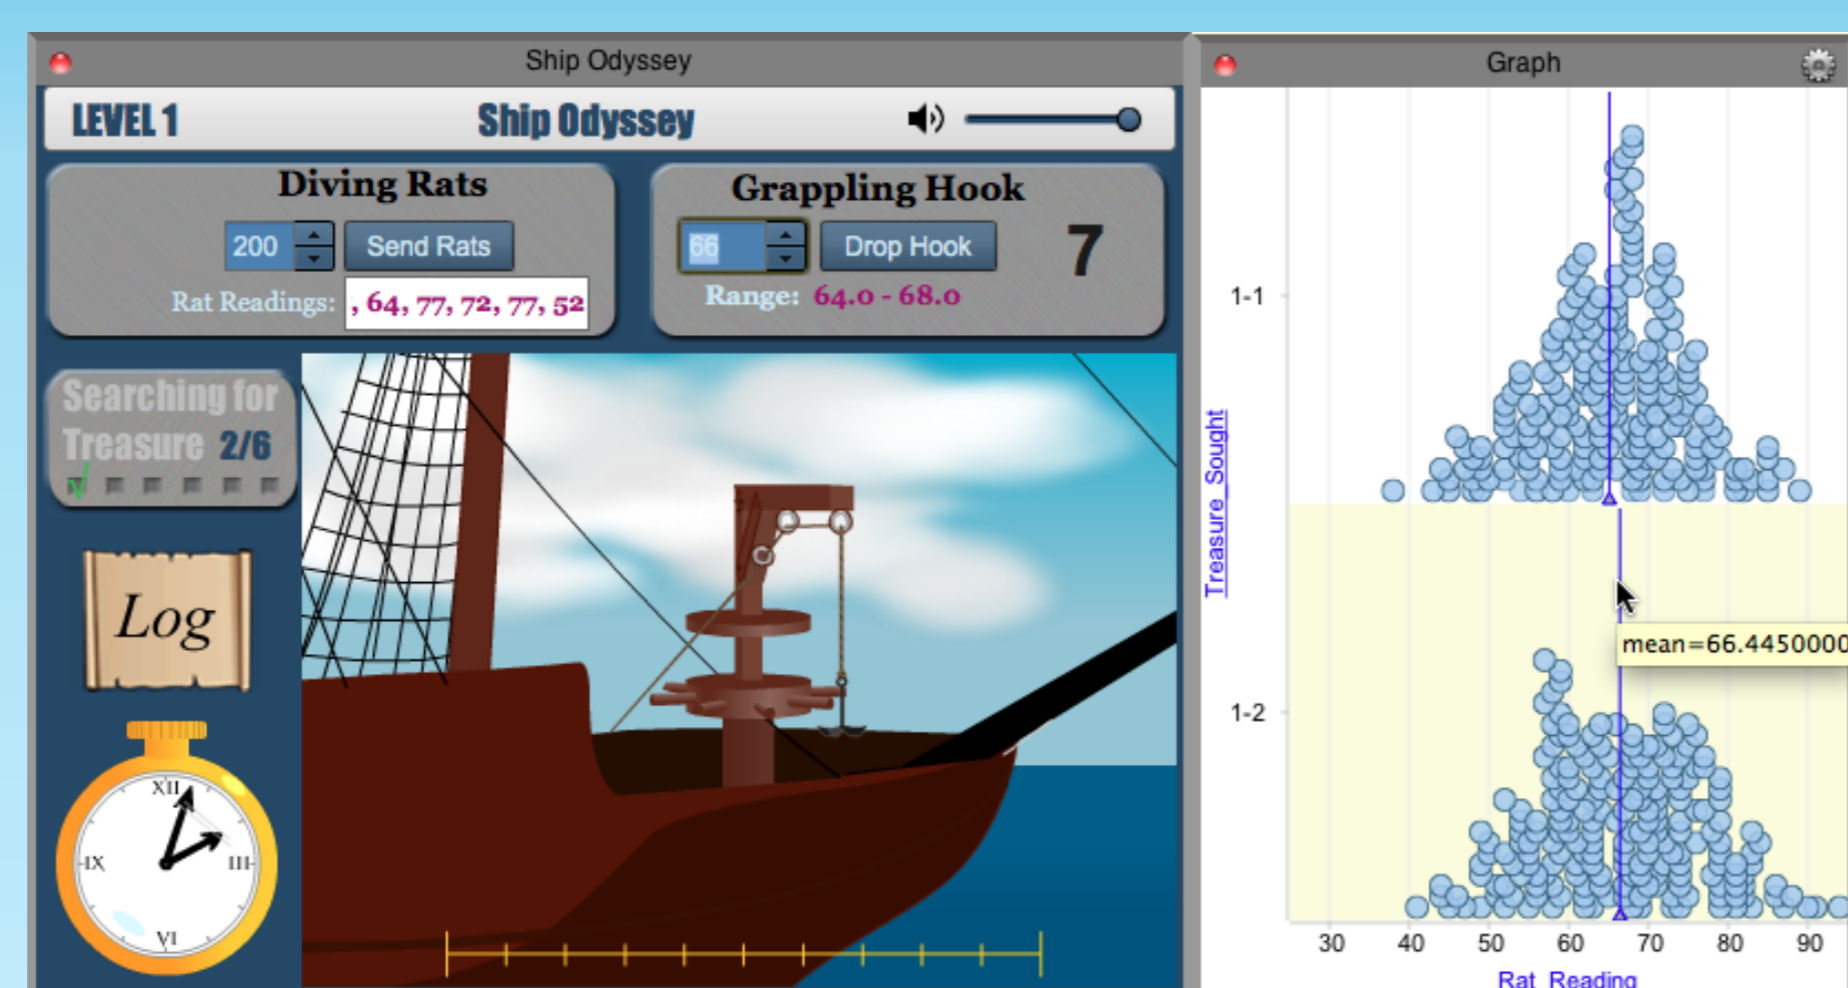 Ship Odyssey
LEVEL 1
Ship Odyssey
Diving Rats
200
Send Rats
Rat Readings: , 64, 77, 72, 77, 52
Grappling Hook
66
Drop Hook
7
Range: 64.0 - 68.0
Searching for
Treasure 2/6
Log
XII
III
VI
IX
Graph
1-1
Treasure_Sought
mean=66.4450000
1-2
30 40 50 60 70 80 90
Rat_Reading